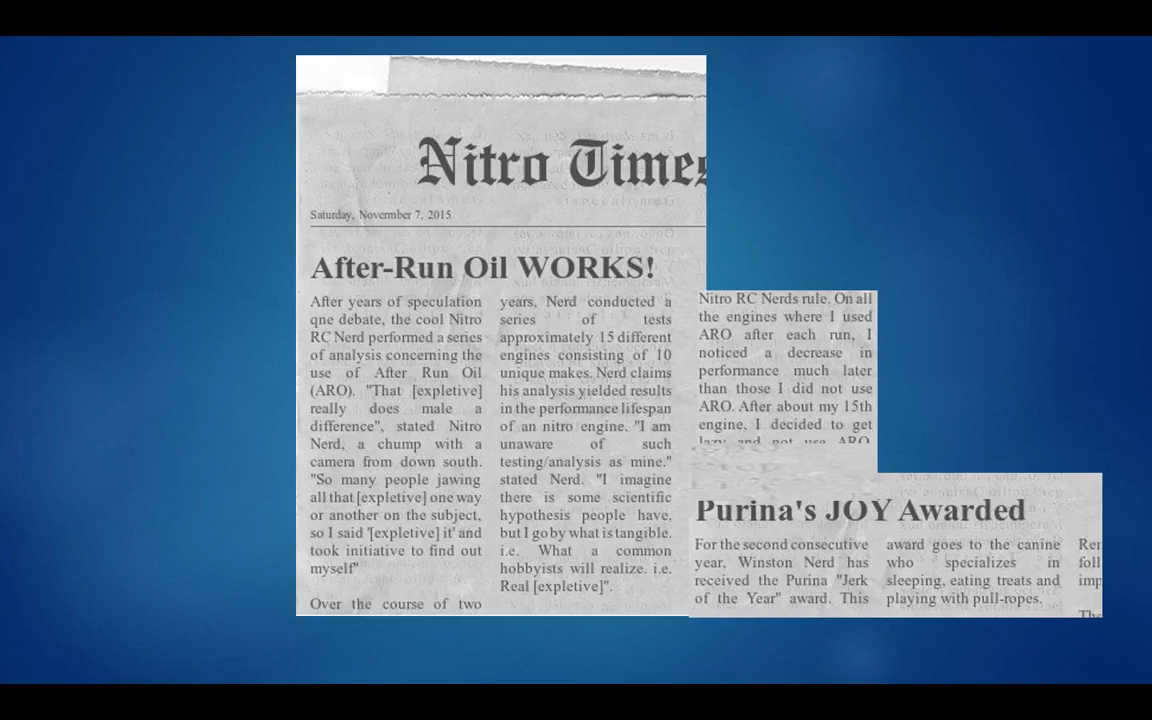 Nitro Times
Saturday, November 7, 2015
After-Run Oil WORKS!
After years of speculation
qne debate, the cool Nitro
RC Nerd performed a series
of analysis concerning the
use of After Run Oil
(ARO). "That [expletive]
really does male a
difference", stated Nitro
Nerd, a chump with a
camera from down south.
"So many people jawing
all that [expletive] one way
or another on the subject,
so I said '[expletive] it' and
took initiative to find out
myself"
Over the course of two
years, Nerd conducted a
series of tests
approximately 15 different
engines consisting of 10
unique makes. Nerd claims
his analysis yielded results
in the performance lifespan
of an nitro engine. "I am
unaware of such
testing/analysis as mine."
stated Nerd. "I imagine
there is some scientific
hypothesis people have,
but I go by what is tangible.
i.e. What a common
hobbyists will realize. i.e.
Real [expletive]".
Nitro RC Nerds rule. On all
the engines where I used
ARO after each run, I
noticed a decrease in
performance much later
than those I did not use
ARO. After about my 15th
engine, I decided to get
lazy and not use ARO
Purina's JOY Awarded
For the second consecutive
year, Winston Nerd has
received the Purina "Jerk
of the Year" award. This
award goes to the canine
who specializes in
sleeping, eating treats and
playing with pull-ropes.
Rer
foll
imp